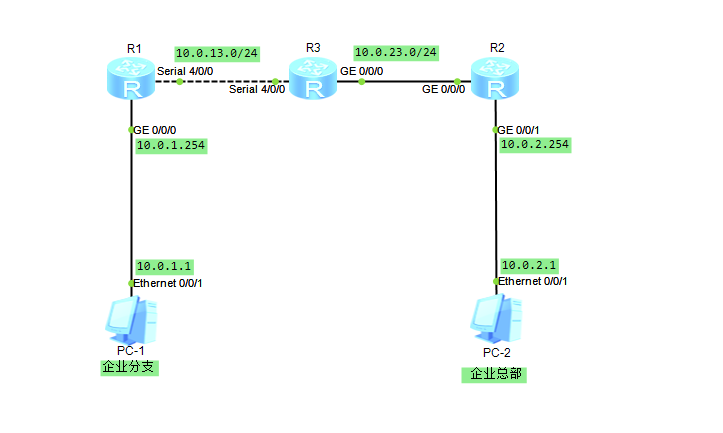 R1
10.0.13.0/24
R3
10.0.23.0/24
R2
Serial 4/0/0
Serial 4/0/0
GE 0/0/0
GE 0/0/0
R
R
R
GE 0/0/0
10.0.1.254
GE 0/0/1
10.0.2.254
10.0.1.1
Ethernet 0/0/1
10.0.2.1
Ethernet 0/0/1
PC-1
企业分支
PC-2
企业总部